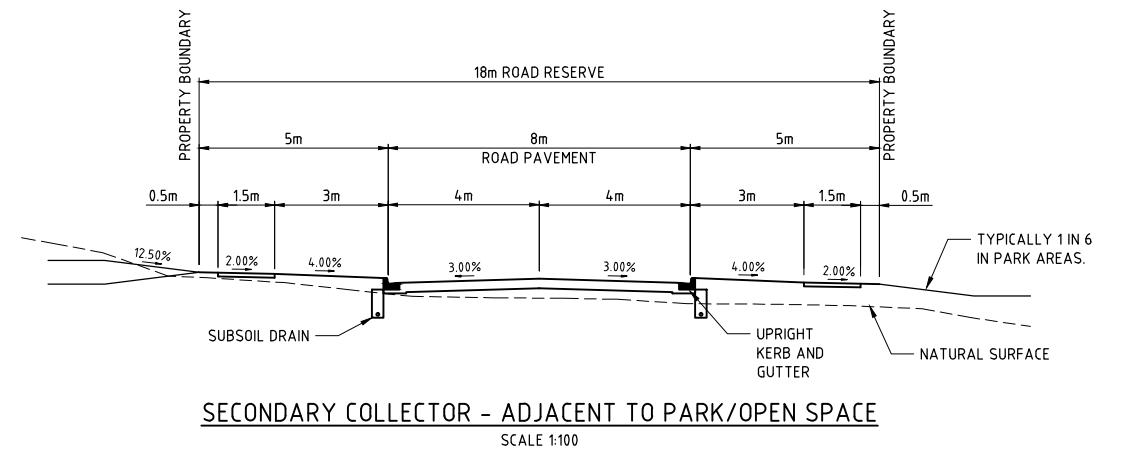 PROPERTY BOUNDARY
PROPERTY BOUNDARY
18m ROAD RESERVE
5m
8m
5m
ROAD PAVEMENT
0.5m
1.5m
3m
4m
4m
3m
1.5m
0.5m
12.50%
2.00%
4.00%
3.00%
3.00%
4.00%
2.00%
TYPICALLY 1 IN 6
IN PARK AREAS.
SUBSOIL DRAIN
UPRIGHT
KERB AND
GUTTER
NATURAL SURFACE
SECONDARY COLLECTOR - ADJACENT TO PARK/OPEN SPACE
SCALE 1:100